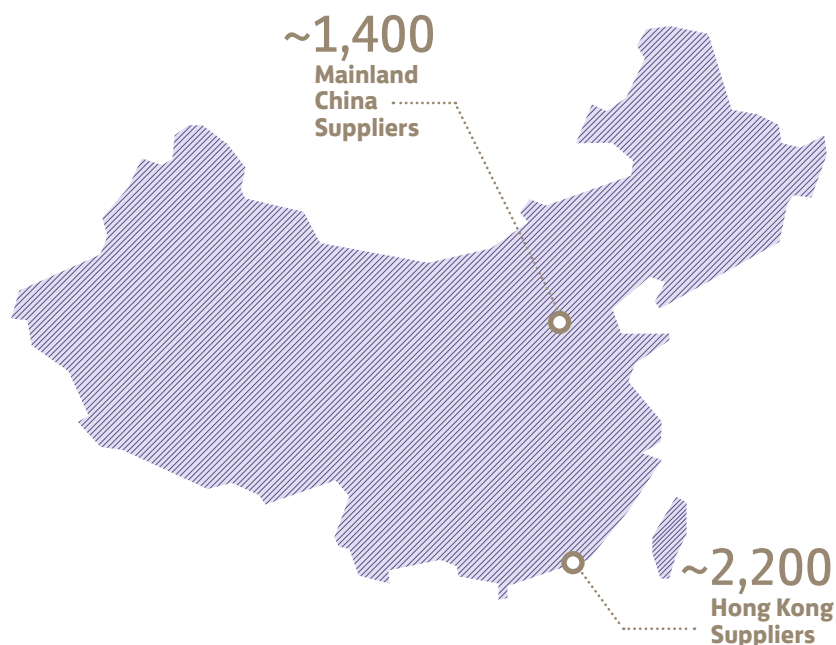 ~1,400
Mainland
China
Suppliers
~2,200
Hong Kong
Suppliers